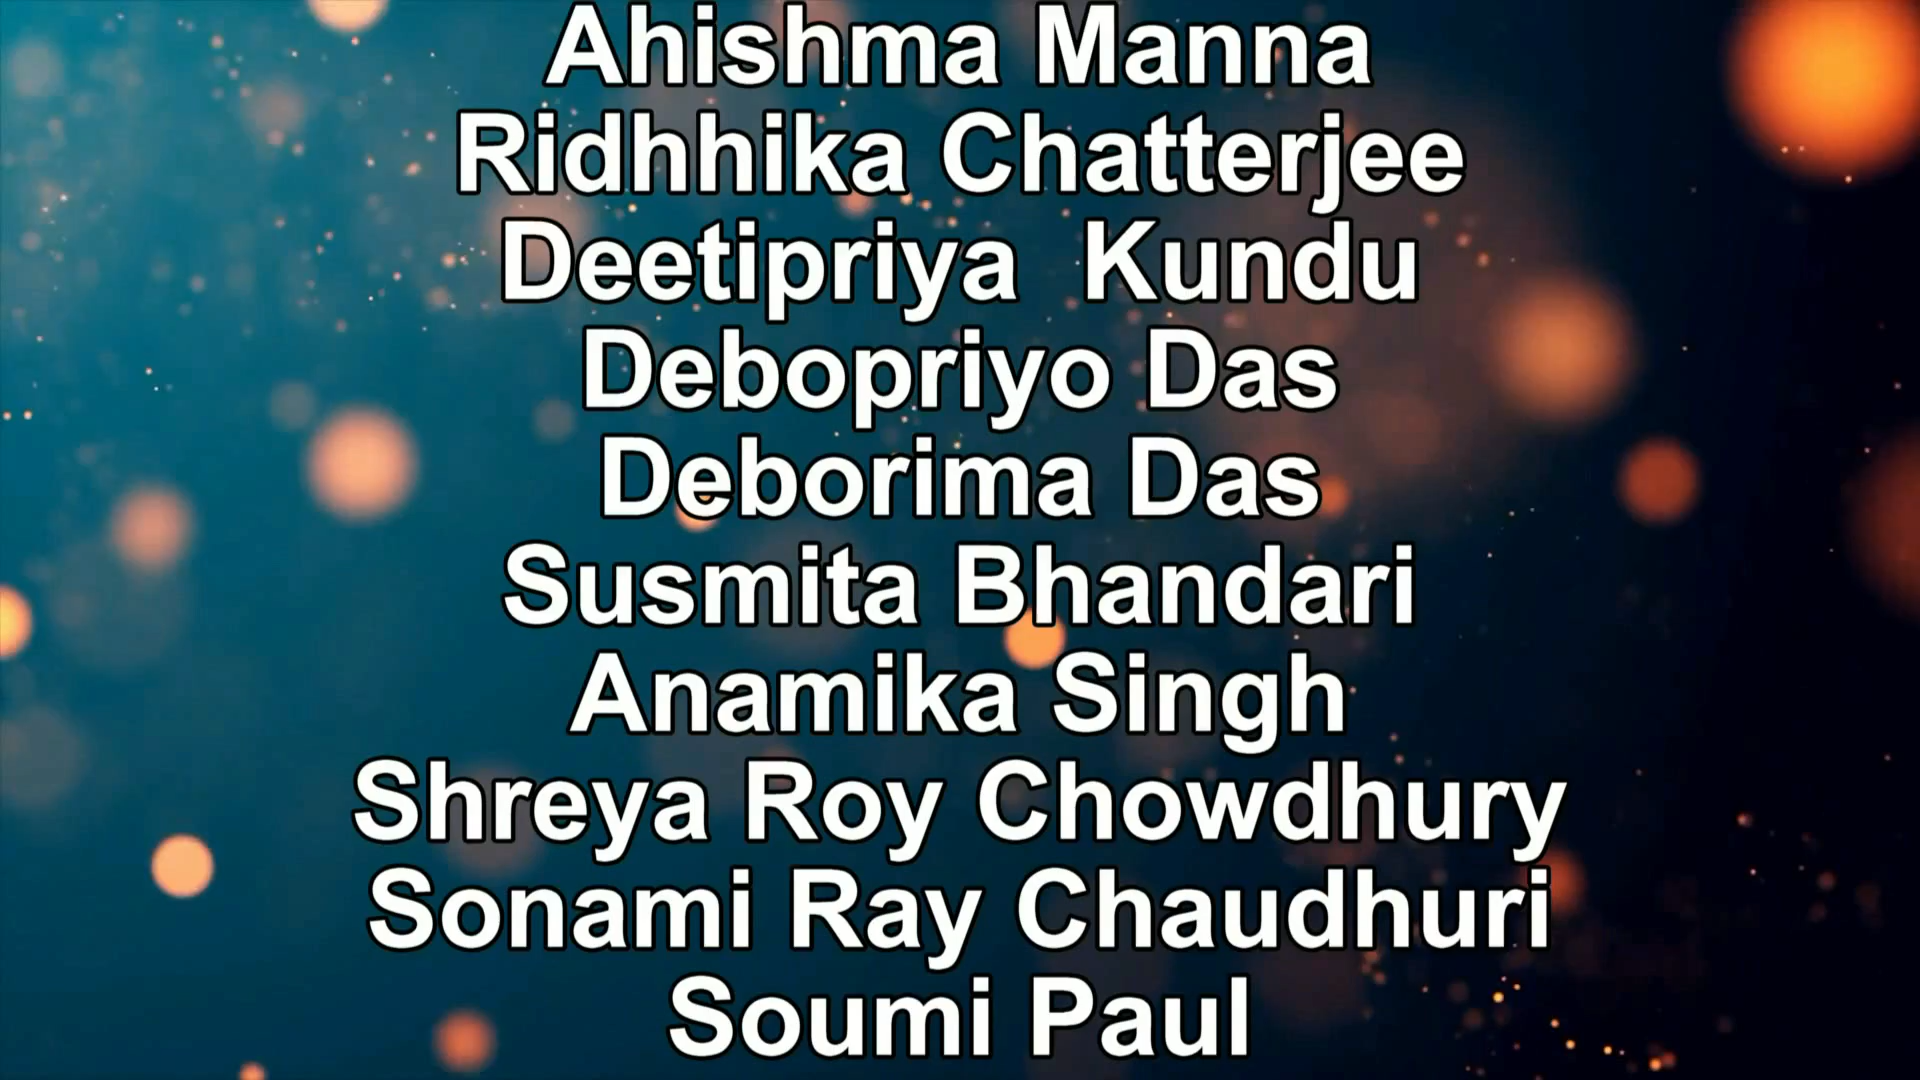 Ahishma Manna
Ridhhika Chatterjee
Deetipriya  Kundu
Debopriyo Das
Deborima Das
Susmita Bhandari
Anamika Singh
Shreya Roy Chowdhury
Sonami Ray Chaudhuri
Soumi Paul